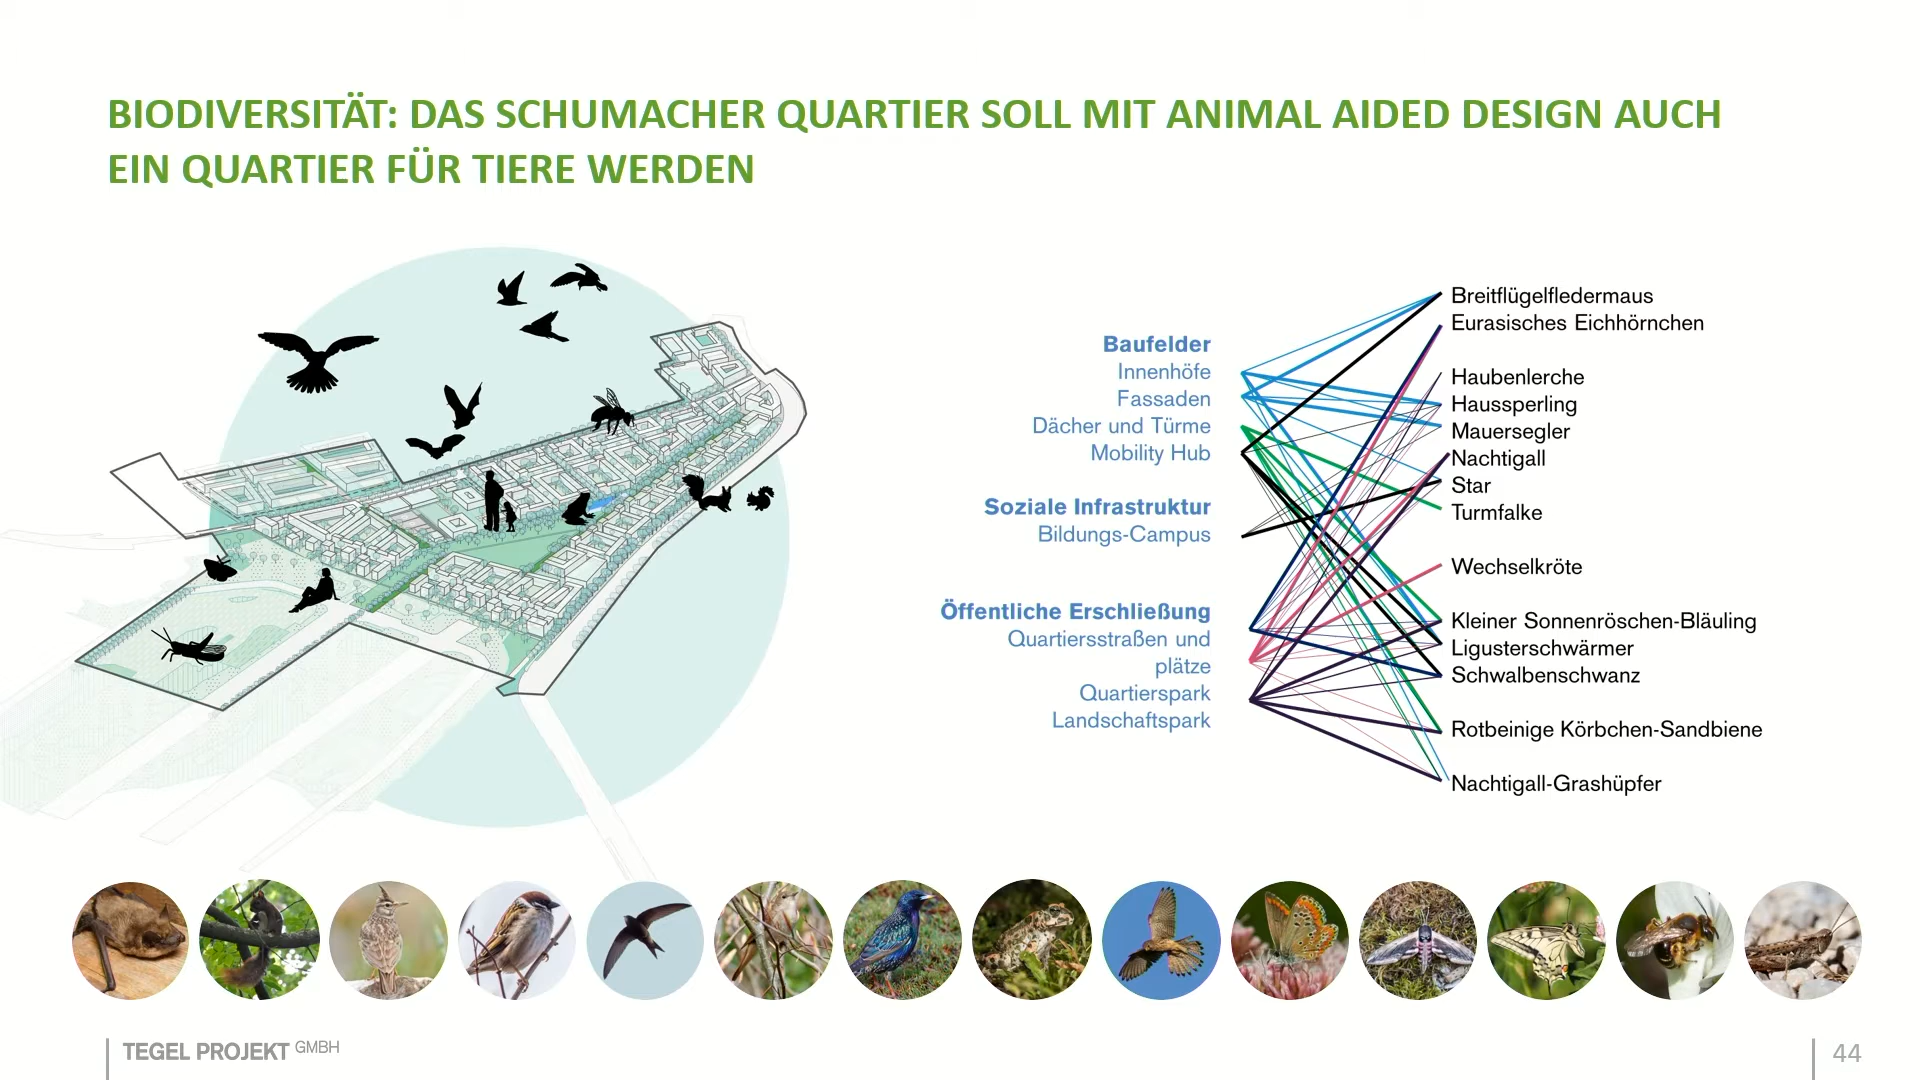 BIODIVERSITÄT: DAS SCHUMACHER QUARTIER SOLL MIT ANIMAL AIDED DESIGN AUCH
EIN QUARTIER FÜR TIERE WERDEN
Baufelder
Innenhöfe
Fassaden
Dächer und Türme
Mobility Hub
Soziale Infrastruktur
Bildungs-Campus
Öffentliche Erschließung
Quartiersstraßen und
plätze
Quartierspark
Landschaftspark
Breitflügelfledermaus
Eurasisches Eichhörnchen
Haubenlerche
Haussperling
Mauersegler
Nachtigall
Star
Turmfalke
Wechselkröte
Kleiner Sonnenröschen-Bläuling
Ligusterschwärmer
Schwalbenschwanz
Rotbeinige Körbchen-Sandbiene
Nachtigall-Grashüpfer
TEGEL PROJEKT GMBH
44